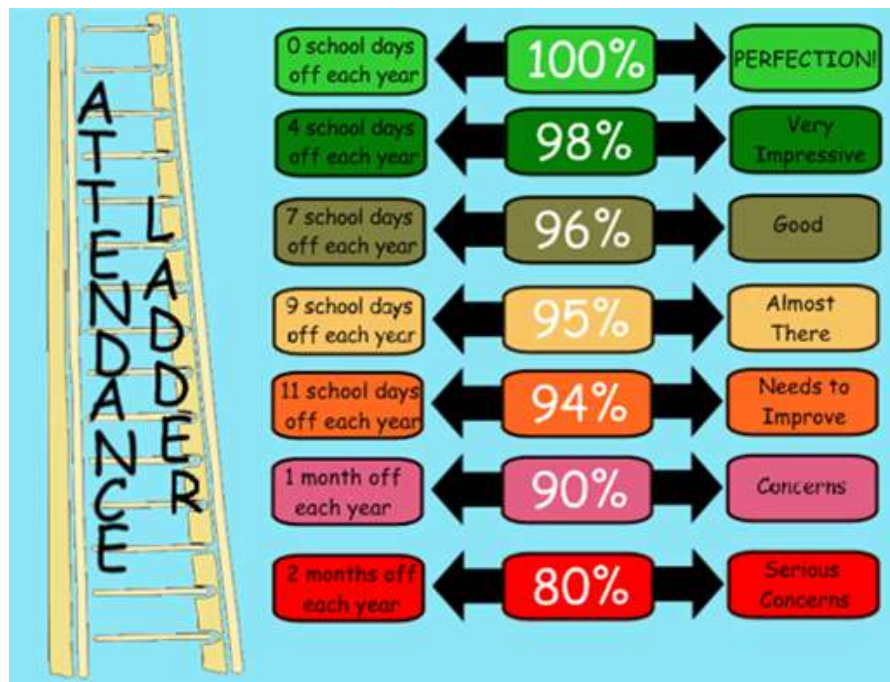 ATTENDANCE
LADDER
0 school days
off each year
100%
PERFECTION!
4 school days
off each year
98%
Very
Impressive
7 school days
off each year
96%
Good
9 school days
off each year
95%
Almost
There
11 school days
off each year
94%
Needs to
Improve
1 month off
each year
90%
Concerns
2 months off
each year
80%
Serious
Concerns